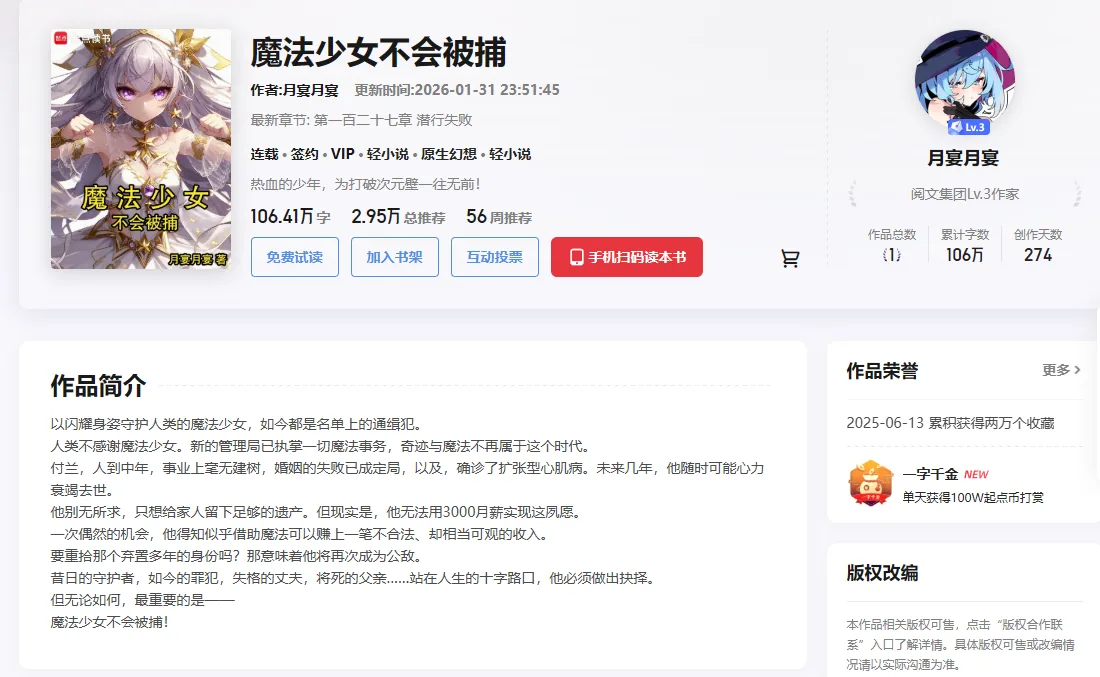 魔法少女不会被捕
作者:月宴月宴 更新时间:2026-01-31 23:51:45
最新章节: 第一百二十七章 潜行失败
连载 • 签约 • VIP • 轻小说 • 原生幻想 • 轻小说
热血的少年，为打破次元壁一往无前！
106.41万 字 2.95万 总推荐 56 周推荐
免费试读 加入书架 互动投票 手机扫码读本书
魔法少女
不会被捕
月宴月宴 著
Lv.3
月宴月宴
阅文集团Lv.3作家
作品总数 累计字数 创作天数
1 106万 274
作品简介
以闪耀身姿守护人类的魔法少女，如今都是名单上的通缉犯。
人类不感谢魔法少女。新的管理局已执掌一切魔法事务，奇迹与魔法不再属于这个时代。
付兰，人到中年，事业上毫无建树，婚姻的失败已成定局，以及，确诊了扩张型心肌病。未来几年，他随时可能心力
衰竭去世。
他别无所求，只想给家人留下足够的遗产。但现实是，他无法用3000月薪实现这夙愿。
一次偶然的机会，他得知似乎借助魔法可以赚上一笔不合法、却相当可观的收入。
要重拾那个弃置多年的身份吗？那意味着他将再次成为公敌。
昔日的守护者，如今的罪犯，失格的丈夫，将死的父亲……站在人生的十字路口，他必须做出抉择。
但无论如何，最重要的是——
魔法少女不会被捕！
作品荣誉 更多
2025-06-13 累积获得两万个收藏
一字千金 NEW
单天获得100W起点币打赏
版权改编
本作品相关版权可售，点击“版权合作联
系”入口了解详情。具体版权可售或改编情
况请以实际沟通为准。